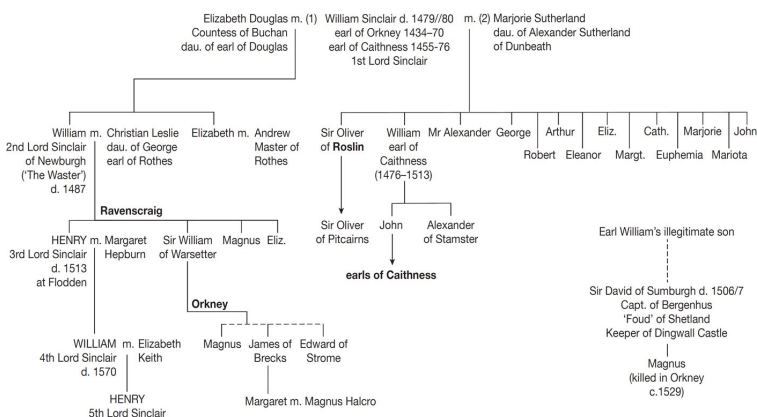 Elizabeth Douglas m. (1) William Sinclair d. 1479//80 m. (2) Marjorie Sutherland
Countess of Buchan earl of Orkney 1434–70 dau. of Alexander Sutherland
dau. of earl of Douglas earl of Caithness 1455-76 of Dunbeath
1st Lord Sinclair
William m. Christian Leslie
2nd Lord Sinclair dau. of George
of Newburgh earl of Rothes
('The Waster')
d. 1487
Elizabeth m. Andrew
Master of
Rothes
Sir Oliver
of Roslin
William
earl of
Caithness
(1476–1513)
Mr Alexander
George
Robert
Arthur
Eleanor
Eliz.
Margt.
Cath.
Euphemia
Marjorie
Mariota
John
Ravenscraig
HENRY m. Margaret
3rd Lord Sinclair Hepburn
d. 1513
at Flodden
Sir William
of Warsetter
Magnus
Eliz.
Sir Oliver
of Pitcairns
John
Alexander
of Stamster
earls of Caithness
Earl William's illegitimate son
Sir David of Sumburgh d. 1506/7
Capt. of Bergenhus
'Foud' of Shetland
Keeper of Dingwall Castle
Magnus
(killed in Orkney
c.1529)
Orkney
WILLIAM m. Elizabeth
4th Lord Sinclair Keith
d. 1570
Magnus
James of
Brecks
Edward of
Strome
HENRY
5th Lord Sinclair
Margaret m. Magnus Halcro